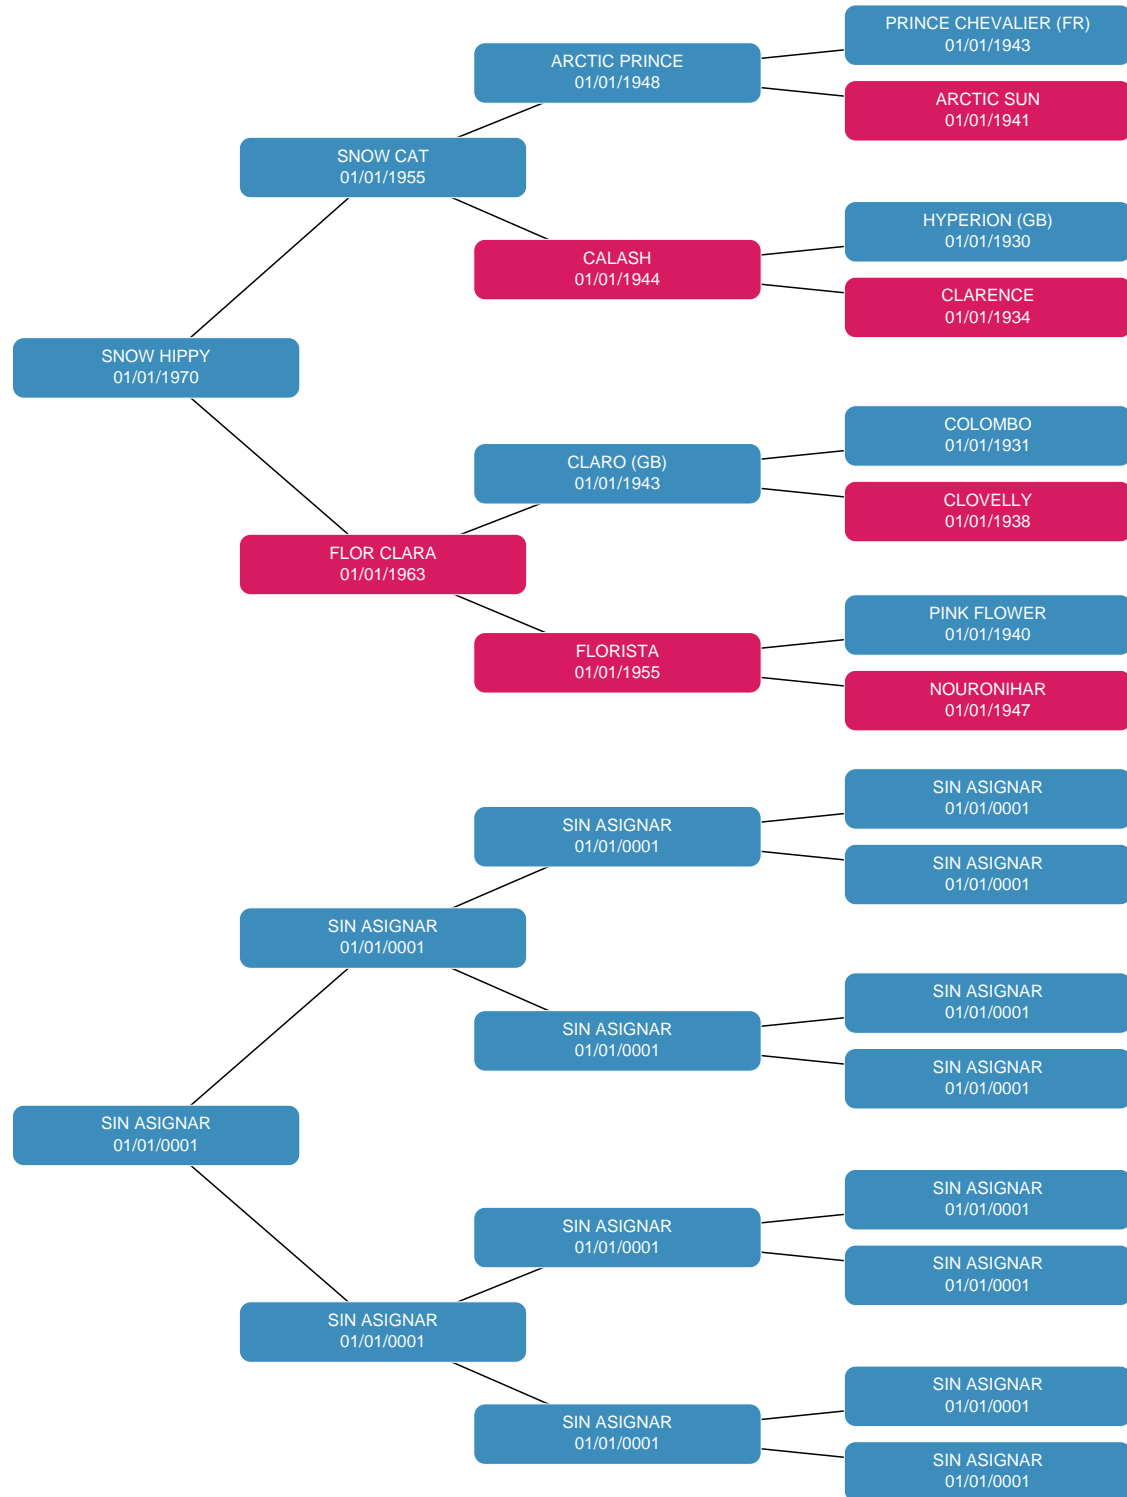 PRINCE CHEVALIER (FR)
01/01/1943
ARCTIC PRINCE
01/01/1948
ARCTIC SUN
01/01/1941
SNOW CAT
01/01/1955
HYPERION (GB)
01/01/1930
CALASH
01/01/1944
CLARENCE
01/01/1934
SNOW HIPPY
01/01/1970
COLOMBO
01/01/1931
CLARO (GB)
01/01/1943
CLOVELLY
01/01/1938
FLOR CLARA
01/01/1963
PINK FLOWER
01/01/1940
FLORISTA
01/01/1955
NOURONIHAR
01/01/1947
SIN ASIGNAR
01/01/0001
SIN ASIGNAR
01/01/0001
SIN ASIGNAR
01/01/0001
SIN ASIGNAR
01/01/0001
SIN ASIGNAR
01/01/0001
SIN ASIGNAR
01/01/0001
SIN ASIGNAR
01/01/0001
SIN ASIGNAR
01/01/0001
SIN ASIGNAR
01/01/0001
SIN ASIGNAR
01/01/0001
SIN ASIGNAR
01/01/0001
SIN ASIGNAR
01/01/0001
SIN ASIGNAR
01/01/0001
SIN ASIGNAR
01/01/0001
SIN ASIGNAR
01/01/0001